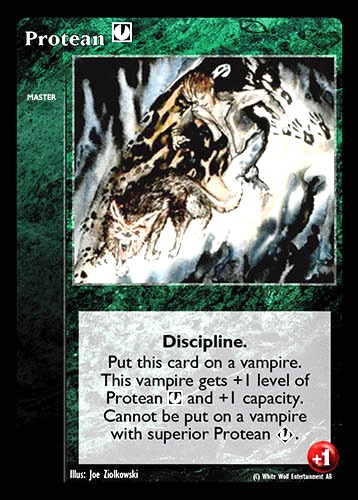 Protean
MASTER
Discipline.
Put this card on a vampire.
This vampire gets +1 level of
Protean and +1 capacity.
Cannot be put on a vampire
with superior Protean .
+1
Illus: Joe Ziolkowski
(C) White Wolf Entertainment AB